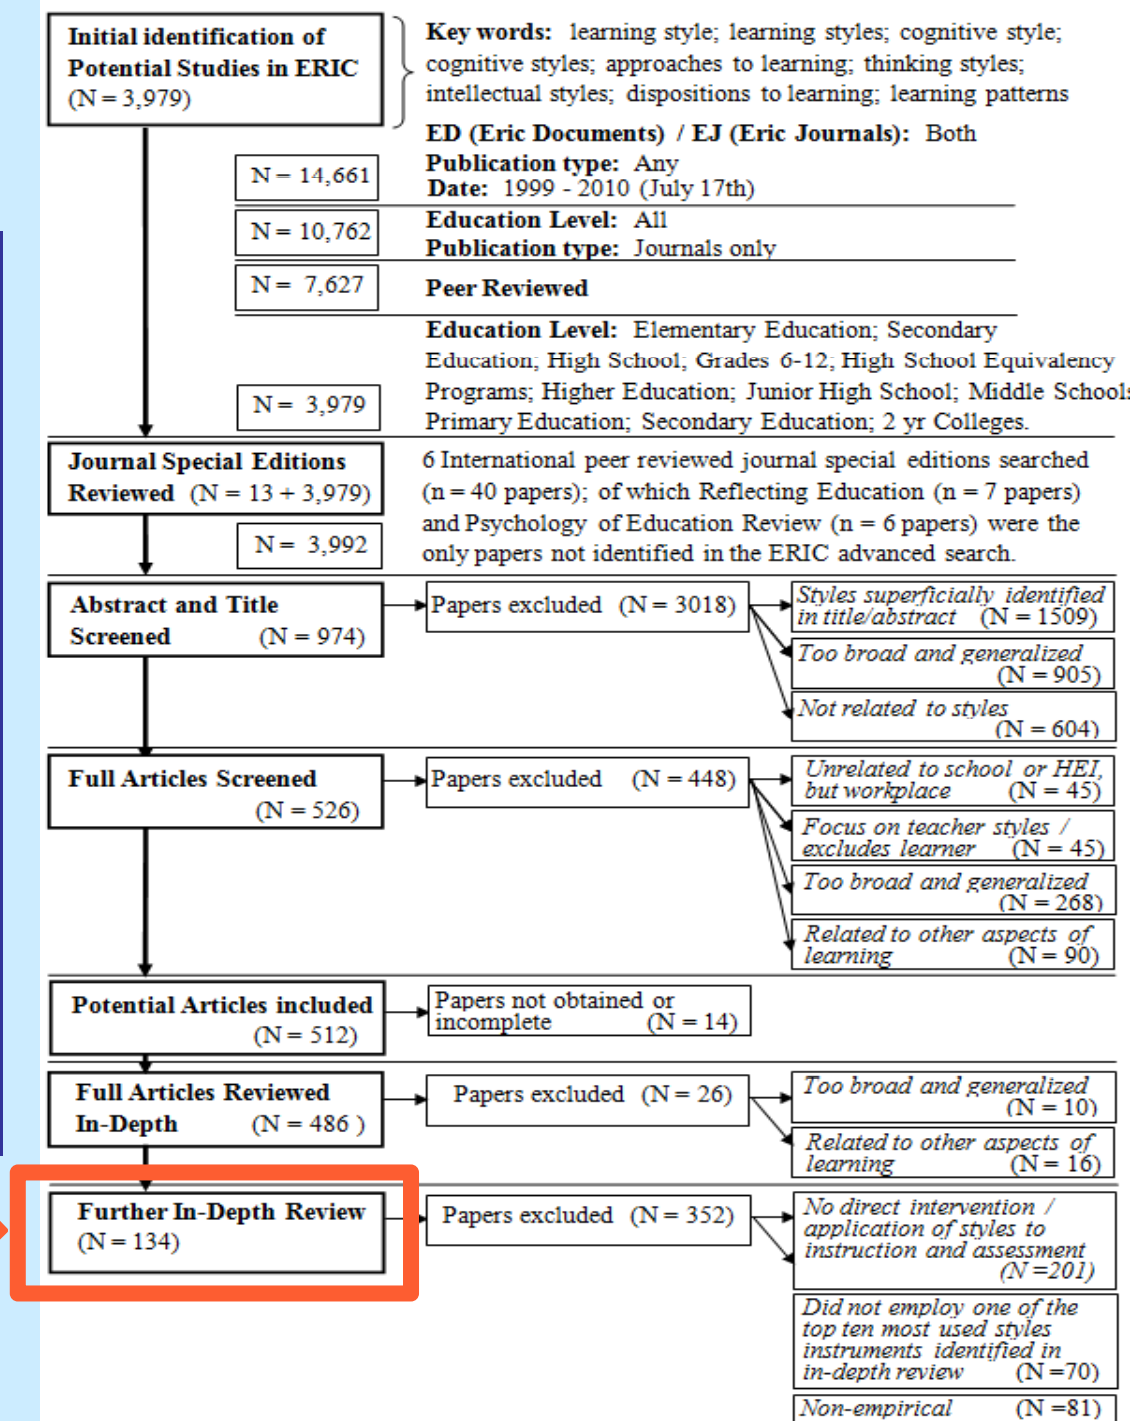 Initial identification of
Potential Studies in ERIC
(N = 3,979)
Key words: learning style; learning styles; cognitive style;
cognitive styles; approaches to learning; thinking styles;
intellectual styles; dispositions to learning; learning patterns
ED (Eric Documents) / EJ (Eric Journals): Both
Publication type: Any
Date: 1999 - 2010 (July 17th)
N = 14,661
Education Level: All
Publication type: Journals only
N = 10,762
N = 7,627
Peer Reviewed
Education Level: Elementary Education; Secondary
Education; High School; Grades 6-12; High School Equivalency
Programs; Higher Education; Junior High School; Middle Schools
Primary Education; Secondary Education; 2 yr Colleges.
N = 3,979
Journal Special Editions
Reviewed (N = 13 + 3,979)
6 International peer reviewed journal special editions searched
(n = 40 papers); of which Reflecting Education (n = 7 papers)
and Psychology of Education Review (n = 6 papers) were the
only papers not identified in the ERIC advanced search.
N = 3,992
Abstract and Title
Screened (N = 974)
Papers excluded (N = 3018)
Styles superficially identified
in title/abstract (N = 1509)
Too broad and generalized
(N = 905)
Not related to styles
(N = 604)
Full Articles Screened
(N = 526)
Papers excluded (N = 448)
Unrelated to school or HEI,
but workplace (N = 45)
Focus on teacher styles /
excludes learner (N = 45)
Too broad and generalized
(N = 268)
Related to other aspects of
learning (N = 90)
Potential Articles included
(N = 512)
Papers not obtained or
incomplete (N = 14)
Full Articles Reviewed
In-Depth (N = 486 )
Papers excluded (N = 26)
Too broad and generalized
(N = 10)
Related to other aspects of
learning (N = 16)
Further In-Depth Review
(N = 134)
Papers excluded (N = 352)
No direct intervention /
application of styles to
instruction and assessment
(N =201)
Did not employ one of the
top ten most used styles
instruments identified in
in-depth review (N =70)
Non-empirical (N =81)